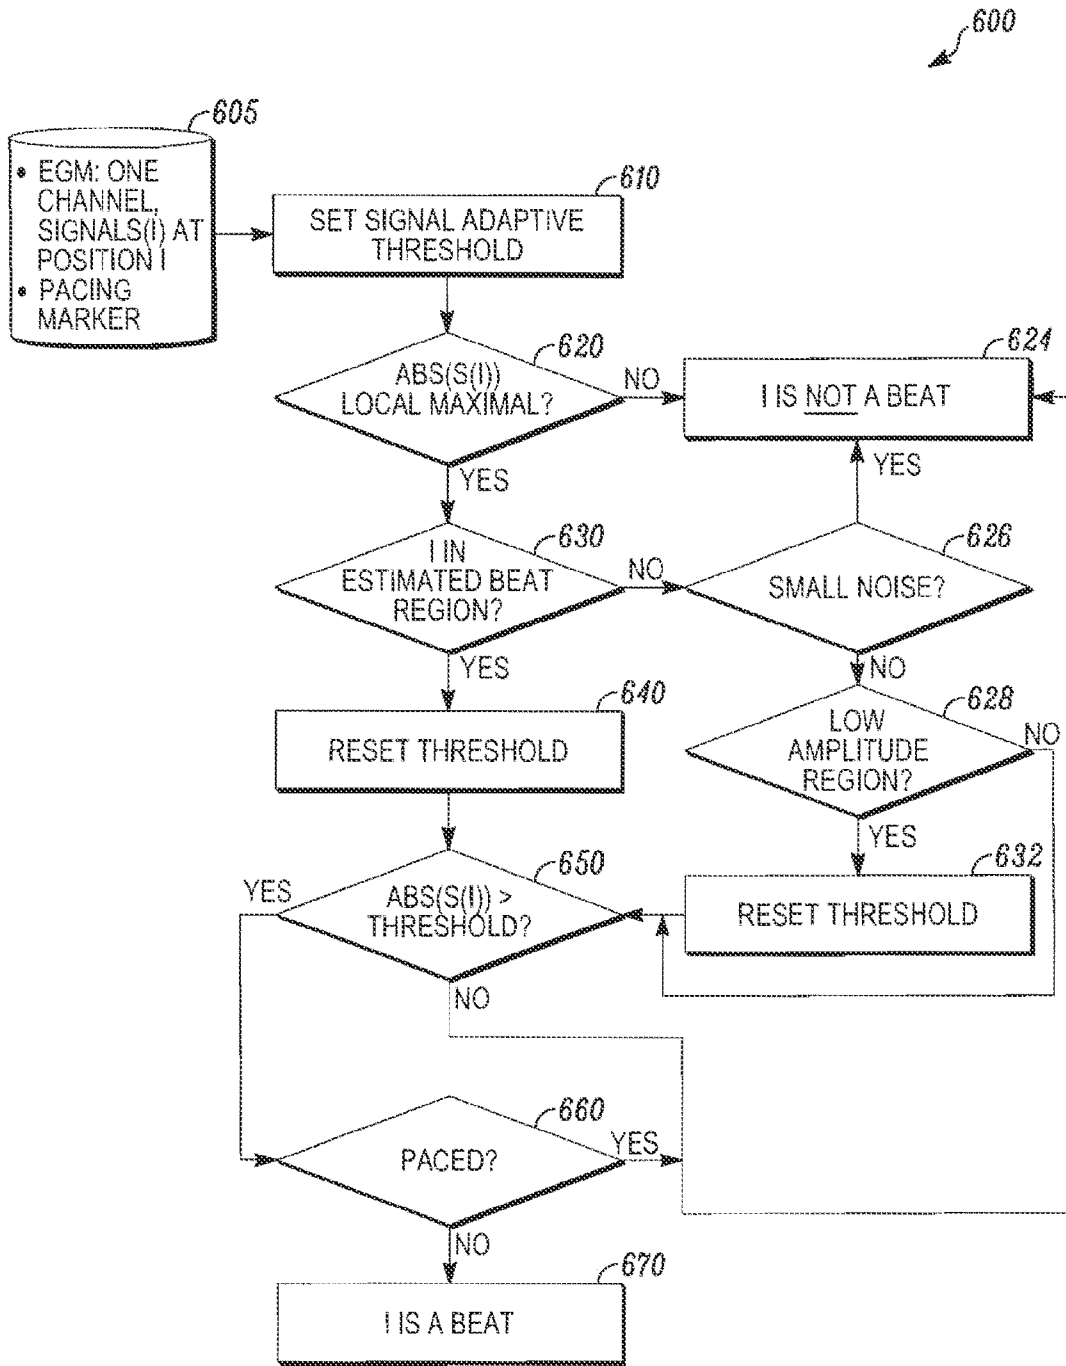 600
605
• EGM: ONE
CHANNEL,
SIGNALS(I) AT
POSITION I
• PACING
MARKER
610
SET SIGNAL ADAPTIVE
THRESHOLD
620
ABS(S(I))
LOCAL MAXIMAL?
NO
YES
624
I IS NOT A BEAT
YES
630
I IN
ESTIMATED BEAT
REGION?
NO
YES
626
SMALL NOISE?
NO
628
LOW
AMPLITUDE
REGION?
NO
YES
640
RESET THRESHOLD
632
RESET THRESHOLD
650
ABS(S(I)) >
THRESHOLD?
YES
NO
660
PACED?
YES
NO
670
I IS A BEAT